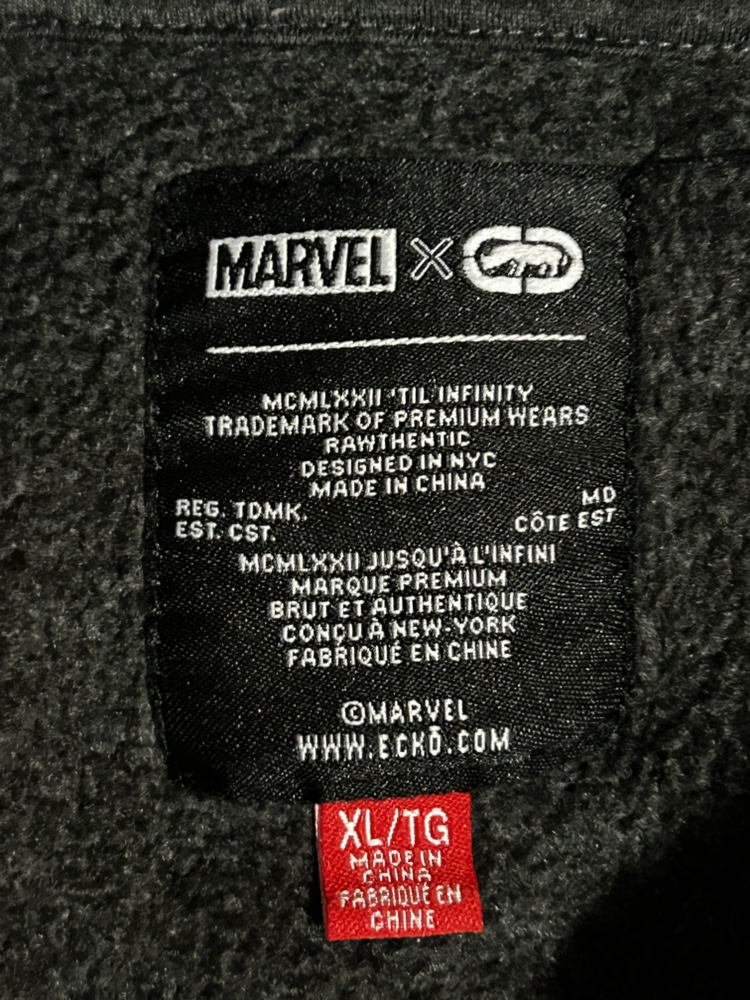 MARVEL X
MCMLXXII 'TIL INFINITY
TRADEMARK OF PREMIUM WEARS
RAWTHENTIC
DESIGNED IN NYC
MADE IN CHINA
REG. TDMK. MD
EST. CST. CÔTE EST
MCMLXXII JUSQU'À L'INFINI
MARQUE PREMIUM
BRUT ET AUTHENTIQUE
CONÇU À NEW-YORK
FABRIQUÉ EN CHINE
©MARVEL
WWW.ECKŌ.COM
XL/TG
MADE IN
CHINA
FABRIQUÉ EN
CHINE